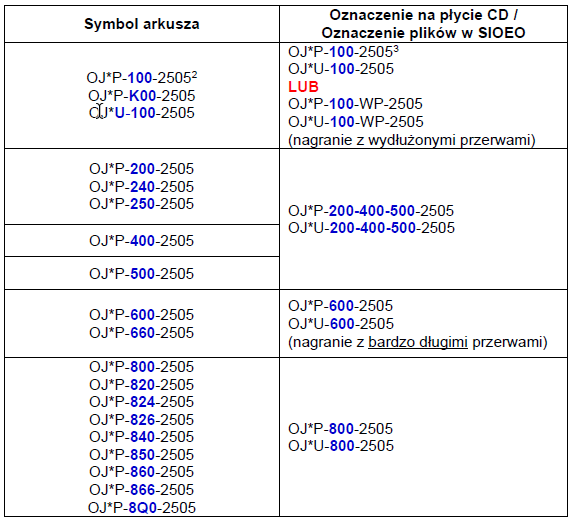 Symbol arkusza
Oznaczenie na płycie CD /
Oznaczenie plików w SIOEO
OJ*P-100-2505²
OJ*P-K00-2505
OJ*U-100-2505
OJ*P-100-2505³
OJ*U-100-2505
LUB
OJ*P-100-WP-2505
OJ*U-100-WP-2505
(nagranie z wydłużonymi przerwami)
OJ*P-200-2505
OJ*P-240-2505
OJ*P-250-2505
OJ*P-400-2505
OJ*P-500-2505
OJ*P-200-400-500-2505
OJ*U-200-400-500-2505
OJ*P-600-2505
OJ*P-660-2505
OJ*P-600-2505
OJ*U-600-2505
(nagranie z bardzo długimi przerwami)
OJ*P-800-2505
OJ*P-820-2505
OJ*P-824-2505
OJ*P-826-2505
OJ*P-840-2505
OJ*P-850-2505
OJ*P-860-2505
OJ*P-866-2505
OJ*P-8Q0-2505
OJ*P-800-2505
OJ*U-800-2505